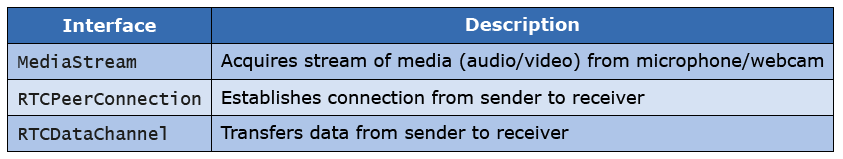 Interface Description
MediaStream Acquires stream of media (audio/video) from microphone/webcam
RTCPeerConnection Establishes connection from sender to receiver
RTCDataChannel Transfers data from sender to receiver